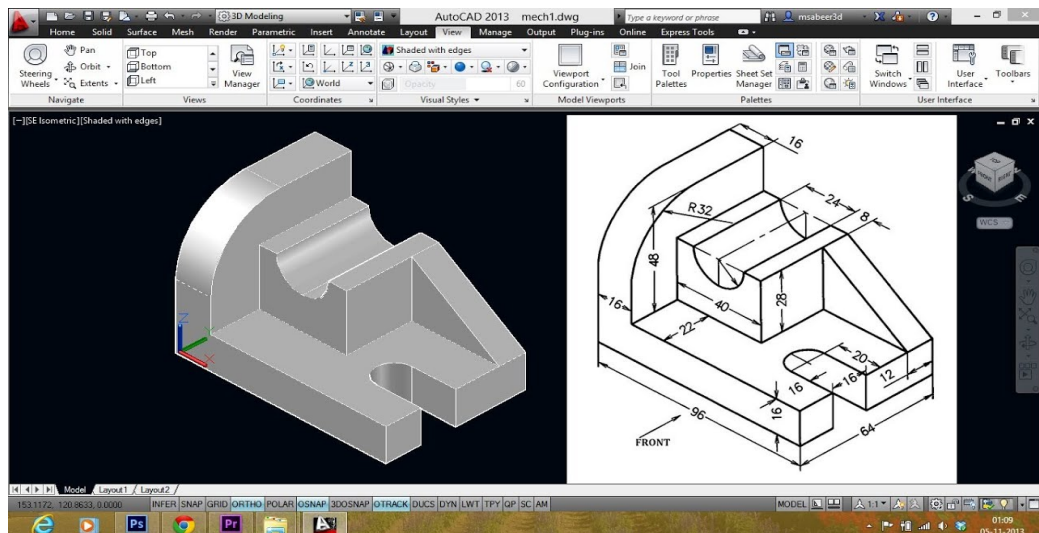 3D Modeling AutoCAD 2013 mech1.dwg Type a keyword or phrase msabeer3d
Home Solid Surface Mesh Render Parametric Insert Annotate Layout View Manage Output Plug-ins Online Express Tools
Steering Wheels
Pan
Orbit
Extents
Top
Bottom
Left
View Manager
World
Shaded with edges
Opacity 60
Viewport Configuration
Join
Tool Palettes
Properties
Sheet Set Manager
Switch Windows
User Interface
Toolbars
Navigate Views Coordinates Visual Styles Model Viewports Palettes User Interface
[−][SE Isometric][Shaded with edges]
TOP
FRONT
RIGHT
S
E
WCS
Z
Y
X
16
R32
24
8
48
16
40
28
22
20
16
16
12
16
96
64
FRONT
Model Layout1 Layout2
153.1172, 120.8633, 0.0000 INFER SNAP GRID ORTHO POLAR OSNAP 3DOSNAP OTRACK DUCS DYN LWT TPY QP SC AM MODEL 1:1
Ps
Pr
01:09
05-11-2013